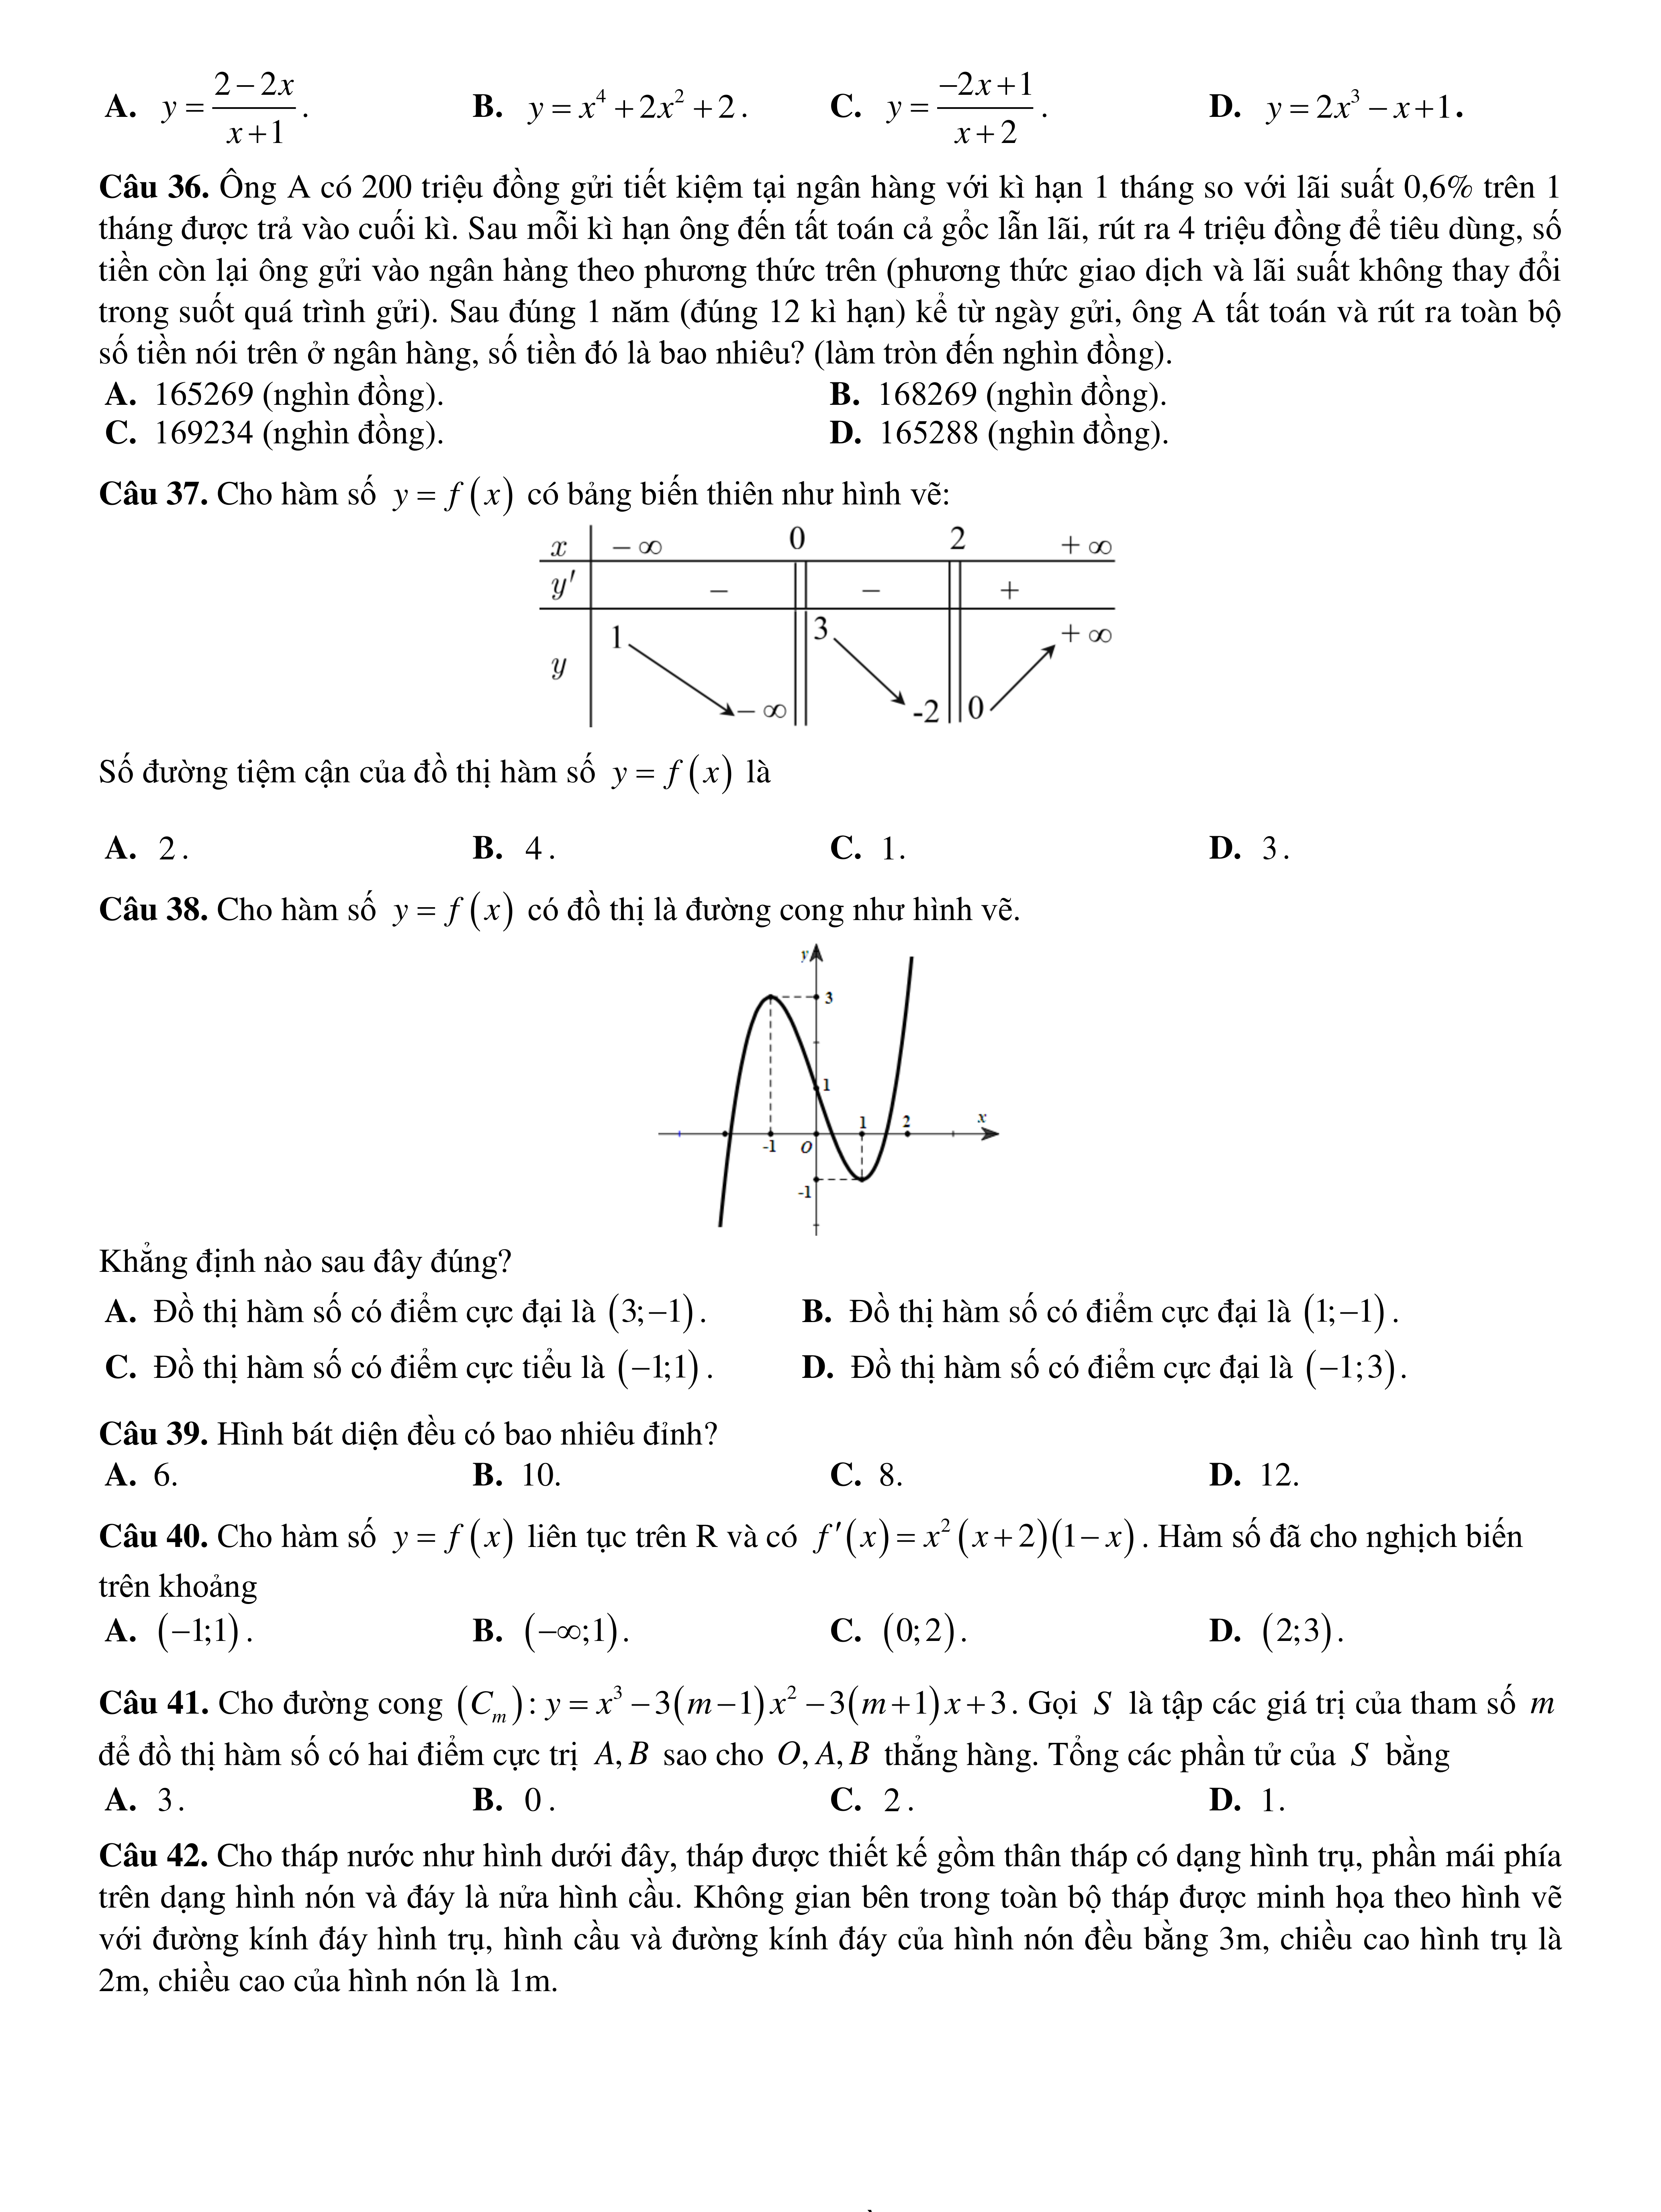 A. y = (2 − 2x)/(x + 1). B. y = x⁴ + 2x² + 2. C. y = (−2x + 1)/(x + 2). D. y = 2x³ − x + 1.
Câu 36. Ông A có 200 triệu đồng gửi tiết kiệm tại ngân hàng với kì hạn 1 tháng so với lãi suất 0,6% trên 1
tháng được trả vào cuối kì. Sau mỗi kì hạn ông đến tất toán cả gốc lẫn lãi, rút ra 4 triệu đồng để tiêu dùng, số
tiền còn lại ông gửi vào ngân hàng theo phương thức trên (phương thức giao dịch và lãi suất không thay đổi
trong suốt quá trình gửi). Sau đúng 1 năm (đúng 12 kì hạn) kể từ ngày gửi, ông A tất toán và rút ra toàn bộ
số tiền nói trên ở ngân hàng, số tiền đó là bao nhiêu? (làm tròn đến nghìn đồng).
A. 165269 (nghìn đồng). B. 168269 (nghìn đồng).
C. 169234 (nghìn đồng). D. 165288 (nghìn đồng).
Câu 37. Cho hàm số y = f(x) có bảng biến thiên như hình vẽ:
x −∞ 0 2 +∞
y′ − − +
y 1 −∞ 3 -2 0 +∞
Số đường tiệm cận của đồ thị hàm số y = f(x) là
A. 2. B. 4. C. 1. D. 3.
Câu 38. Cho hàm số y = f(x) có đồ thị là đường cong như hình vẽ.
y
3
1
1 2 x
-1 O
-1
Khẳng định nào sau đây đúng?
A. Đồ thị hàm số có điểm cực đại là (3;−1). B. Đồ thị hàm số có điểm cực đại là (1;−1).
C. Đồ thị hàm số có điểm cực tiểu là (−1;1). D. Đồ thị hàm số có điểm cực đại là (−1;3).
Câu 39. Hình bát diện đều có bao nhiêu đỉnh?
A. 6. B. 10. C. 8. D. 12.
Câu 40. Cho hàm số y = f(x) liên tục trên R và có f′(x) = x²(x+2)(1−x). Hàm số đã cho nghịch biến
trên khoảng
A. (−1;1). B. (−∞;1). C. (0;2). D. (2;3).
Câu 41. Cho đường cong (Cₘ): y = x³ − 3(m−1)x² − 3(m+1)x + 3. Gọi S là tập các giá trị của tham số m
để đồ thị hàm số có hai điểm cực trị A, B sao cho O, A, B thẳng hàng. Tổng các phần tử của S bằng
A. 3. B. 0. C. 2. D. 1.
Câu 42. Cho tháp nước như hình dưới đây, tháp được thiết kế gồm thân tháp có dạng hình trụ, phần mái phía
trên dạng hình nón và đáy là nửa hình cầu. Không gian bên trong toàn bộ tháp được minh họa theo hình vẽ
với đường kính đáy hình trụ, hình cầu và đường kính đáy của hình nón đều bằng 3m, chiều cao hình trụ là
2m, chiều cao của hình nón là 1m.